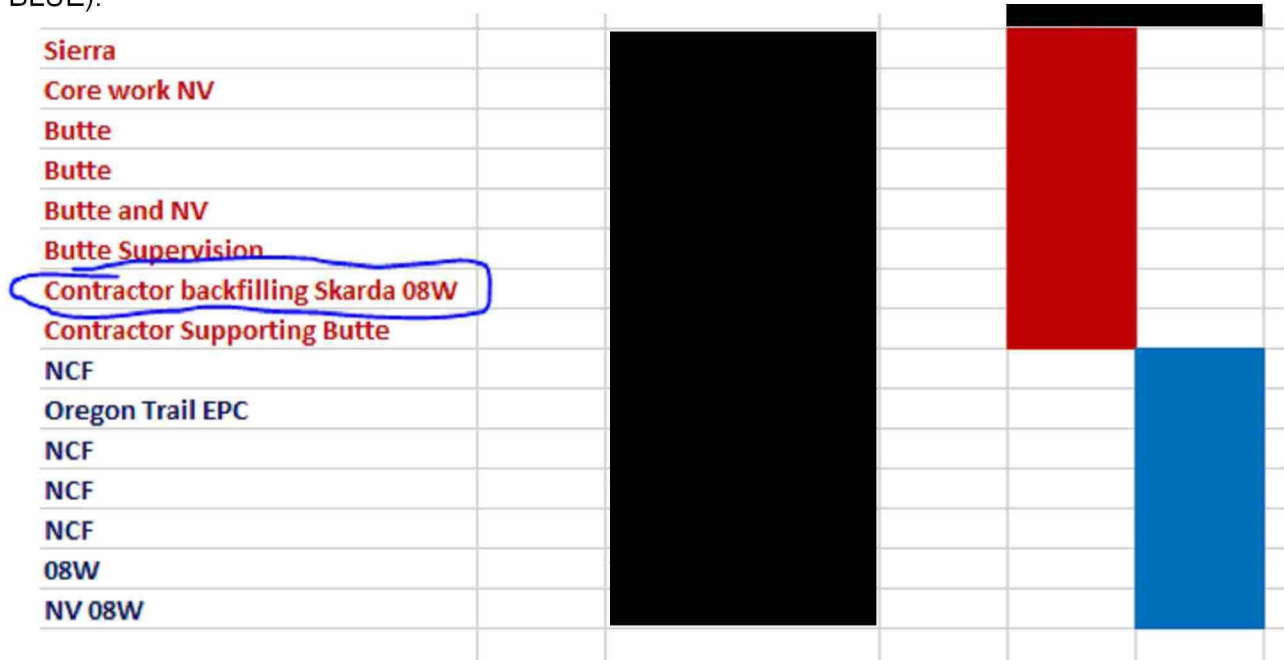 BLUE).
Sierra
Core work NV
Butte
Butte
Butte and NV
Butte Supervision
Contractor backfilling Skarda 08W
Contractor Supporting Butte
NCF
Oregon Trail EPC
NCF
NCF
NCF
08W
NV 08W